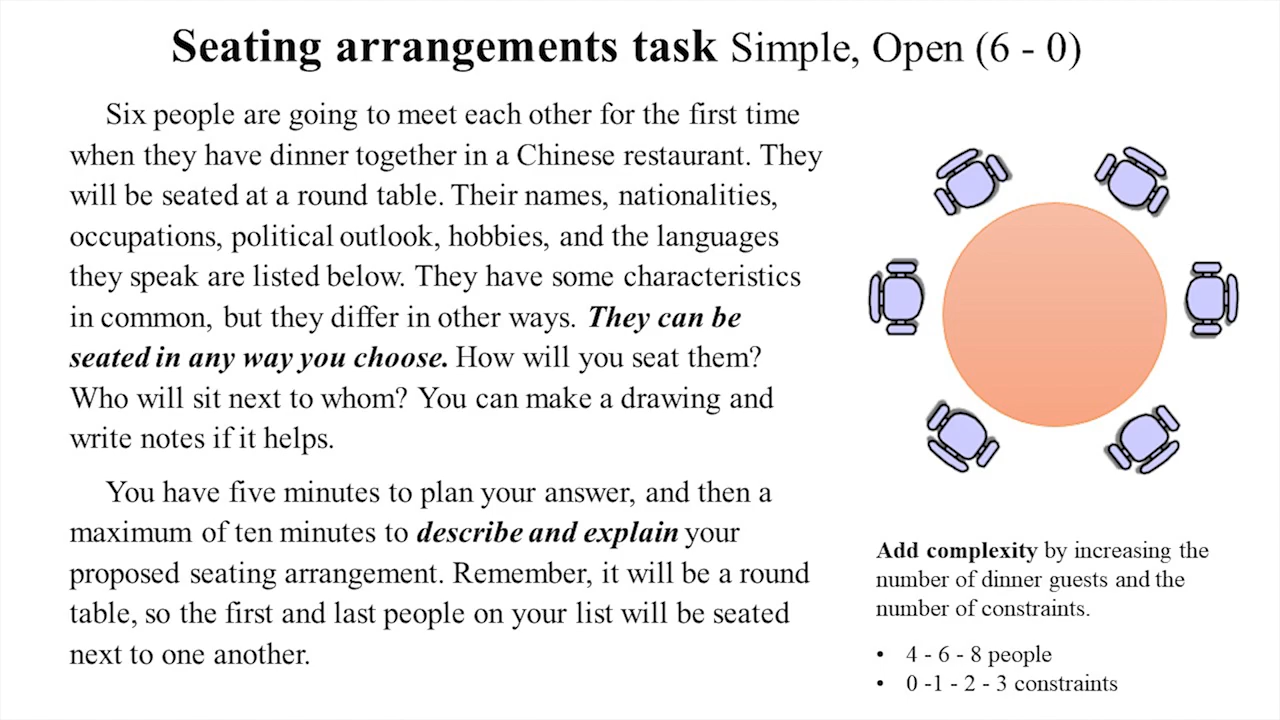 Seating arrangements task Simple, Open (6 - 0)
Six people are going to meet each other for the first time
when they have dinner together in a Chinese restaurant. They
will be seated at a round table. Their names, nationalities,
occupations, political outlook, hobbies, and the languages
they speak are listed below. They have some characteristics
in common, but they differ in other ways. They can be
seated in any way you choose. How will you seat them?
Who will sit next to whom? You can make a drawing and
write notes if it helps.
You have five minutes to plan your answer, and then a
maximum of ten minutes to describe and explain your
proposed seating arrangement. Remember, it will be a round
table, so the first and last people on your list will be seated
next to one another.
Add complexity by increasing the
number of dinner guests and the
number of constraints.
• 4 - 6 - 8 people
• 0 -1 - 2 - 3 constraints